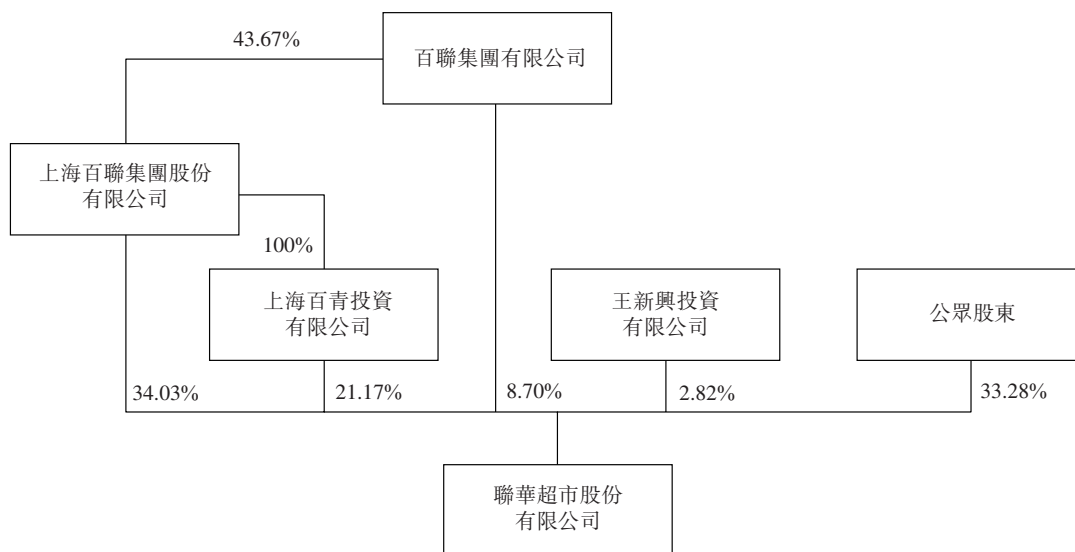 43.67%
百聯集團有限公司
上海百聯集團股份
有限公司
100%
上海百青投資
有限公司
王新興投資
有限公司
公眾股東
34.03%
21.17%
8.70%
2.82%
33.28%
聯華超市股份
有限公司